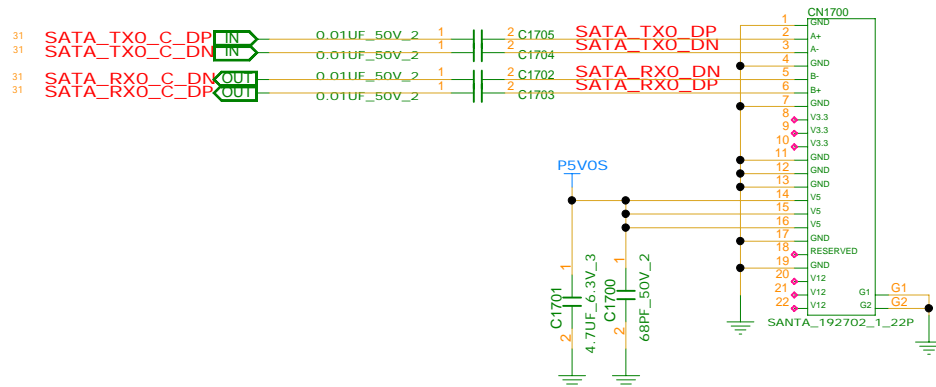 CN1700
31 SATA_TX0_C_DP IN 0.01UF_50V_2 1 2 C1705 SATA_TX0_DP
31 SATA_TX0_C_DN IN 0.01UF_50V_2 1 2 C1704 SATA_TX0_DN
31 SATA_RX0_C_DN OUT 0.01UF_50V_2 1 2 C1702 SATA_RX0_DN
31 SATA_RX0_C_DP OUT 0.01UF_50V_2 1 2 C1703 SATA_RX0_DP
1 GND
2 A+
3 A-
4 GND
5 B-
6 B+
7 GND
8 V3.3
9 V3.3
10 V3.3
11 GND
12 GND
13 GND
14 V5
15 V5
16 V5
17 GND
18 RESERVED
19 GND
20 V12
21 V12 G1 G1
22 V12 G2 G2
SANTA_192702_1_22P
P5V0S
1 2 C1701 4.7UF_6.3V_3
1 2 C1700 68PF_50V_2